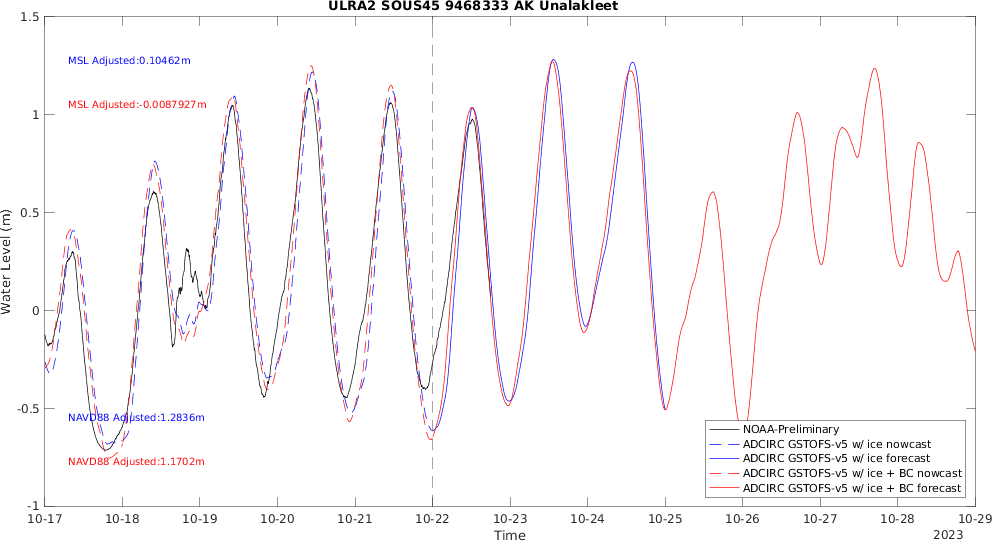 ULRA2 SOUS45 9468333 AK Unalakleet
1.5
1
0.5
0
-0.5
-1
Water Level (m)
MSL Adjusted:0.10462m
MSL Adjusted:-0.0087927m
NAVD88 Adjusted:1.2836m
NAVD88 Adjusted:1.1702m
NOAA-Preliminary
ADCIRC GSTOFS-v5 w/ ice nowcast
ADCIRC GSTOFS-v5 w/ ice forecast
ADCIRC GSTOFS-v5 w/ ice + BC nowcast
ADCIRC GSTOFS-v5 w/ ice + BC forecast
10-17 10-18 10-19 10-20 10-21 10-22 10-23 10-24 10-25 10-26 10-27 10-28 10-29
Time
2023